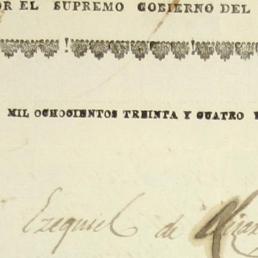 OR EL SUPREMO GOBIERNO DEL
MIL OCHOCIENTOS TREINTA Y CUATRO Y
Ezequiel de